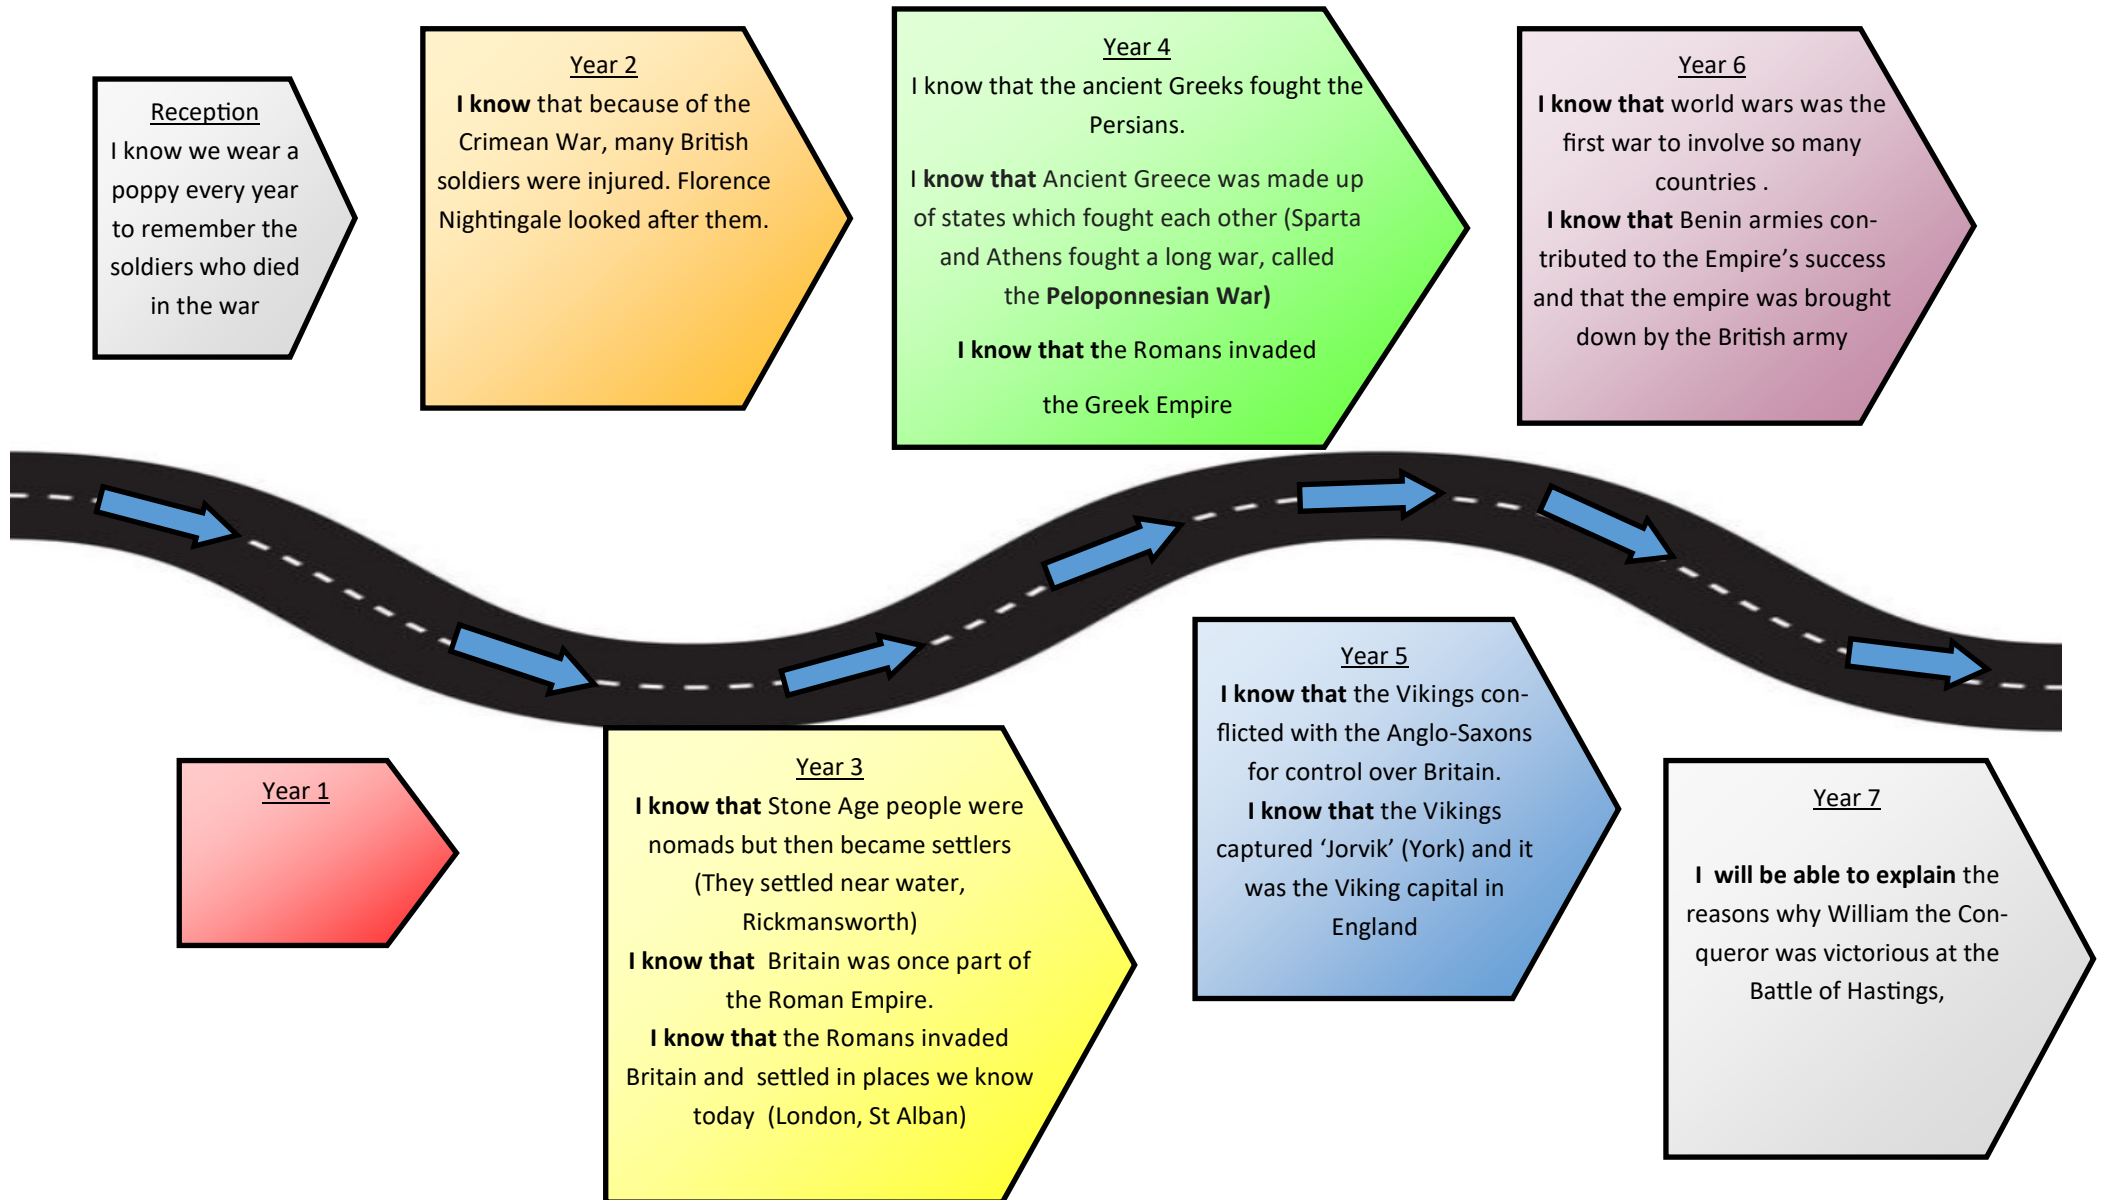 Reception
I know we wear a
poppy every year
to remember the
soldiers who died
in the war
Year 1
Year 2
I know that because of the
Crimean War, many British
soldiers were injured. Florence
Nightingale looked after them.
Year 3
I know that Stone Age people were
nomads but then became settlers
(They settled near water,
Rickmansworth)
I know that  Britain was once part of
the Roman Empire.
I know that the Romans invaded
Britain and  settled in places we know
today  (London, St Alban)
Year 4
I know that the ancient Greeks fought the
Persians.
I know that Ancient Greece was made up
of states which fought each other (Sparta
and Athens fought a long war, called
the Peloponnesian War)
I know that the Romans invaded
the Greek Empire
Year 5
I know that the Vikings con-
flicted with the Anglo-Saxons
for control over Britain.
I know that the Vikings
captured ‘Jorvik’ (York) and it
was the Viking capital in
England
Year 6
I know that world wars was the
first war to involve so many
countries .
I know that Benin armies con-
tributed to the Empire’s success
and that the empire was brought
down by the British army
Year 7
I  will be able to explain the
reasons why William the Con-
queror was victorious at the
Battle of Hastings,